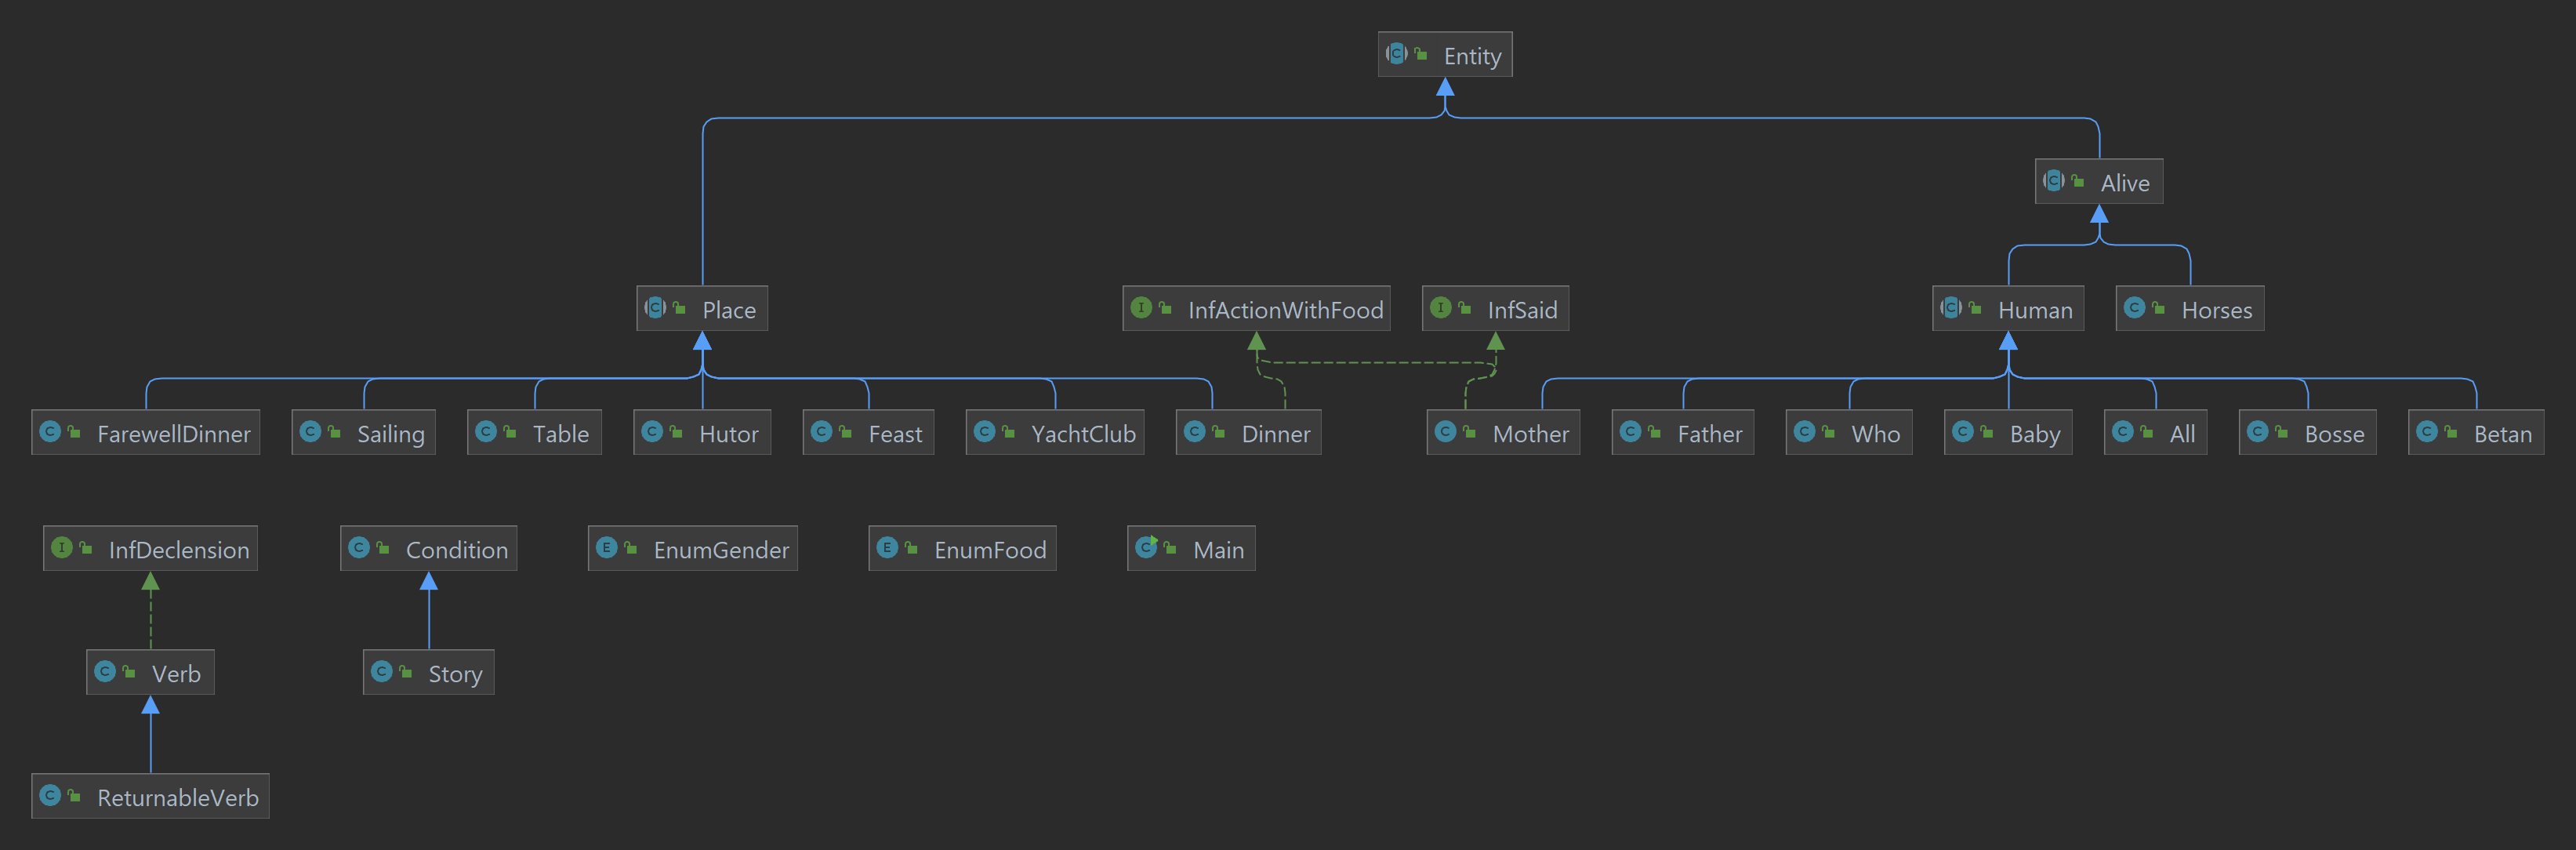 Entity
Alive
Place
InfActionWithFood
InfSaid
Human
Horses
FarewellDinner
Sailing
Table
Hutor
Feast
YachtClub
Dinner
Mother
Father
Who
Baby
All
Bosse
Betan
InfDeclension
Condition
EnumGender
EnumFood
Main
Verb
Story
ReturnableVerb